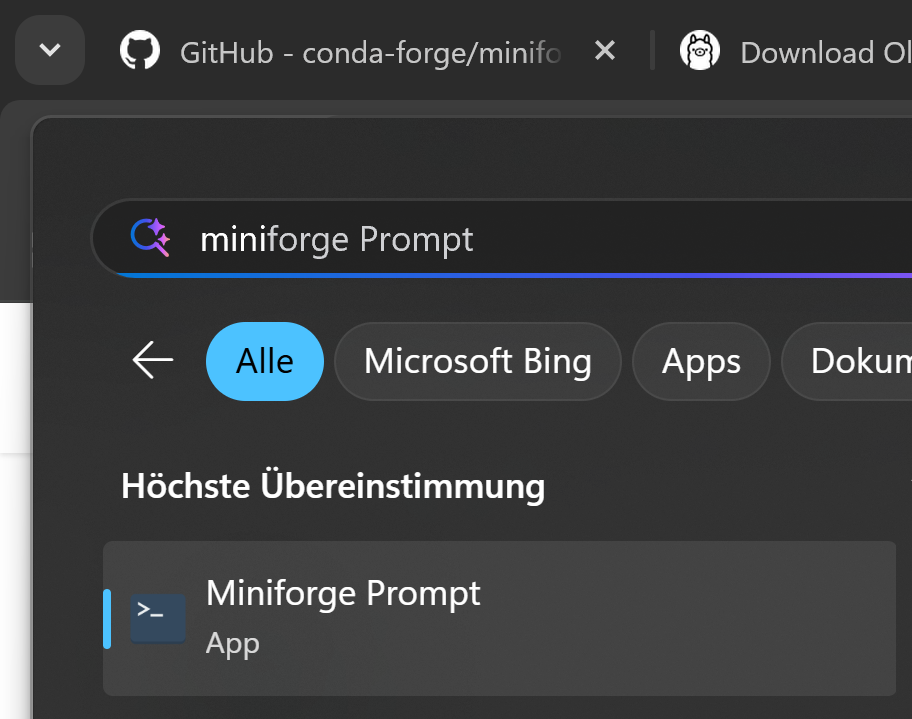 GitHub - conda-forge/minifo
Download Ol
miniforge Prompt
Alle
Microsoft Bing
Apps
Dokum
Höchste Übereinstimmung
>_
Miniforge Prompt
App